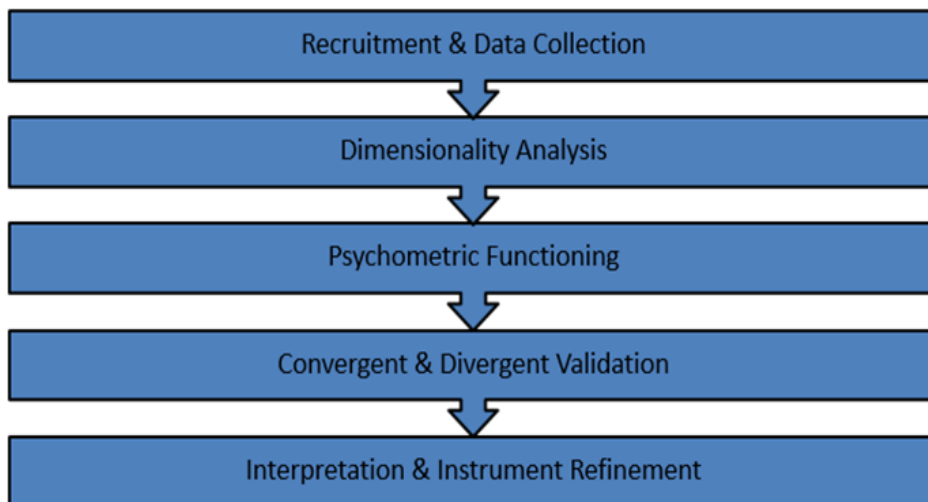 Recruitment & Data Collection
Dimensionality Analysis
Psychometric Functioning
Convergent & Divergent Validation
Interpretation & Instrument Refinement